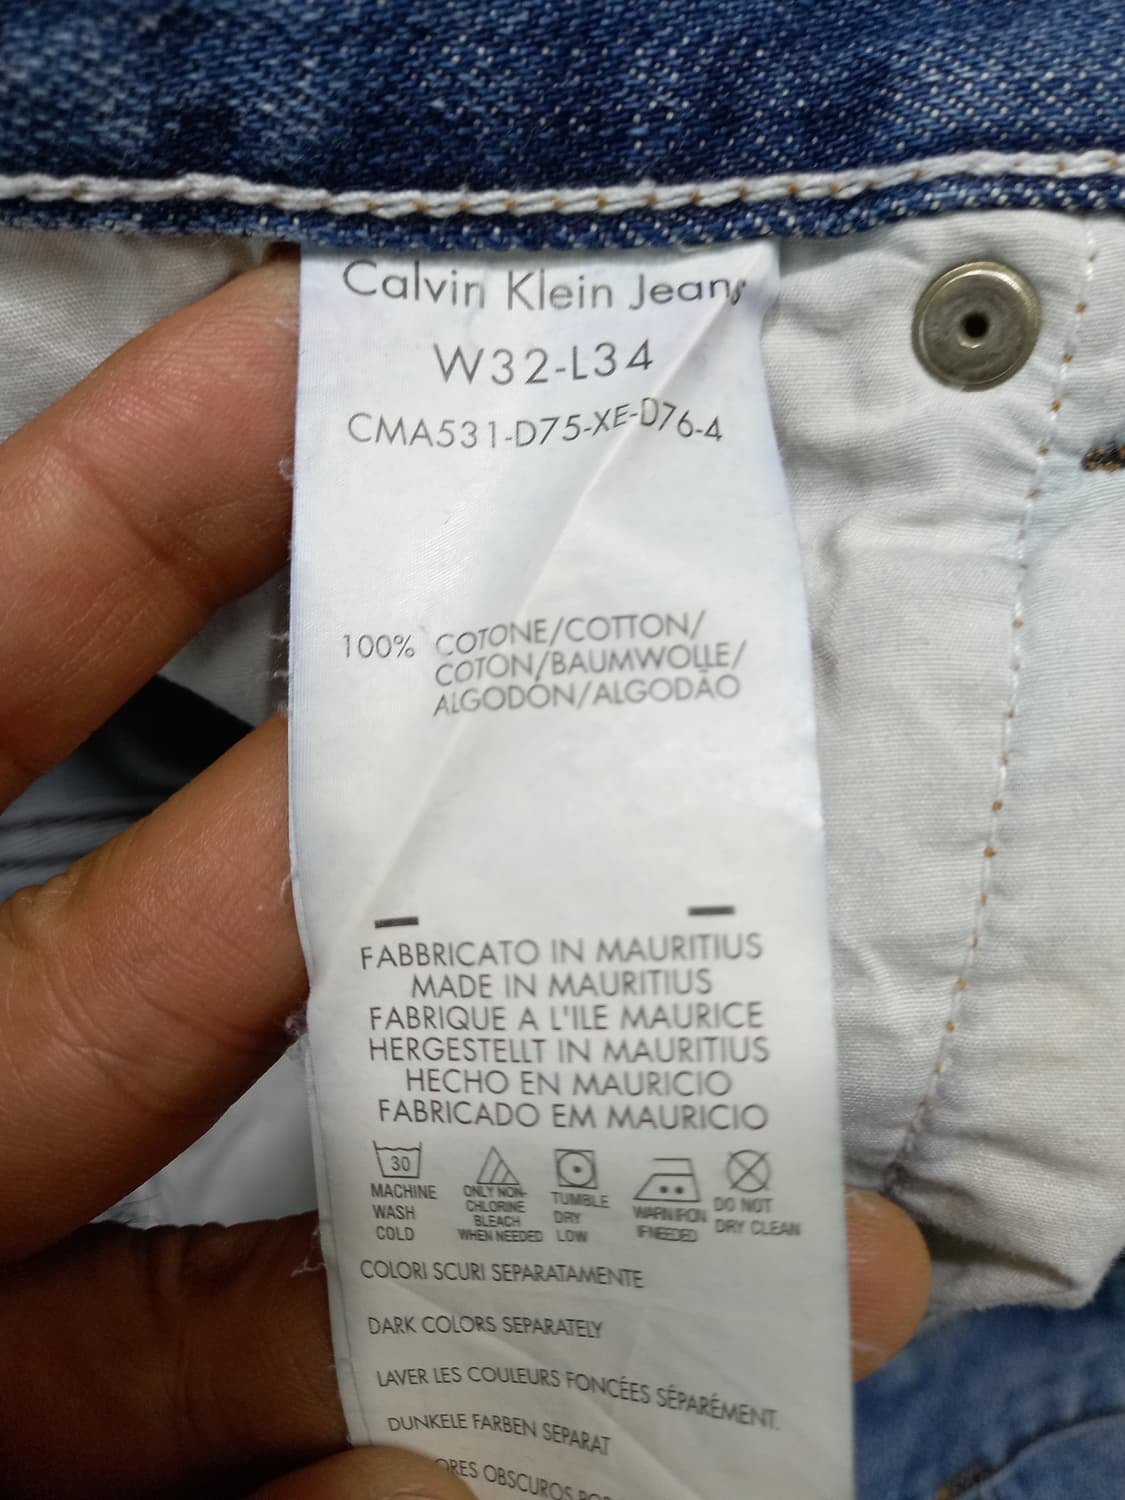 Calvin Klein Jeans
W32-L34
CMA531-D75-XE-D76-4
100% COTONE/COTTON/
COTON/BAUMWOLLE/
ALGODÓN/ALGODÃO
FABBRICATO IN MAURITIUS
MADE IN MAURITIUS
FABRIQUE A L'ILE MAURICE
HERGESTELLT IN MAURITIUS
HECHO EN MAURICIO
FABRICADO EM MAURICIO
30
MACHINE
WASH
COLD
ONLY NON-
CHLORINE
BLEACH
WHEN NEEDED
TUMBLE
DRY
LOW
WARM IRON
IF NEEDED
DO NOT
DRY CLEAN
COLORI SCURI SEPARATAMENTE
DARK COLORS SEPARATELY
LAVER LES COULEURS FONCÉES SÉPARÉMENT.
DUNKELE FARBEN SEPARAT
OBSCUROS